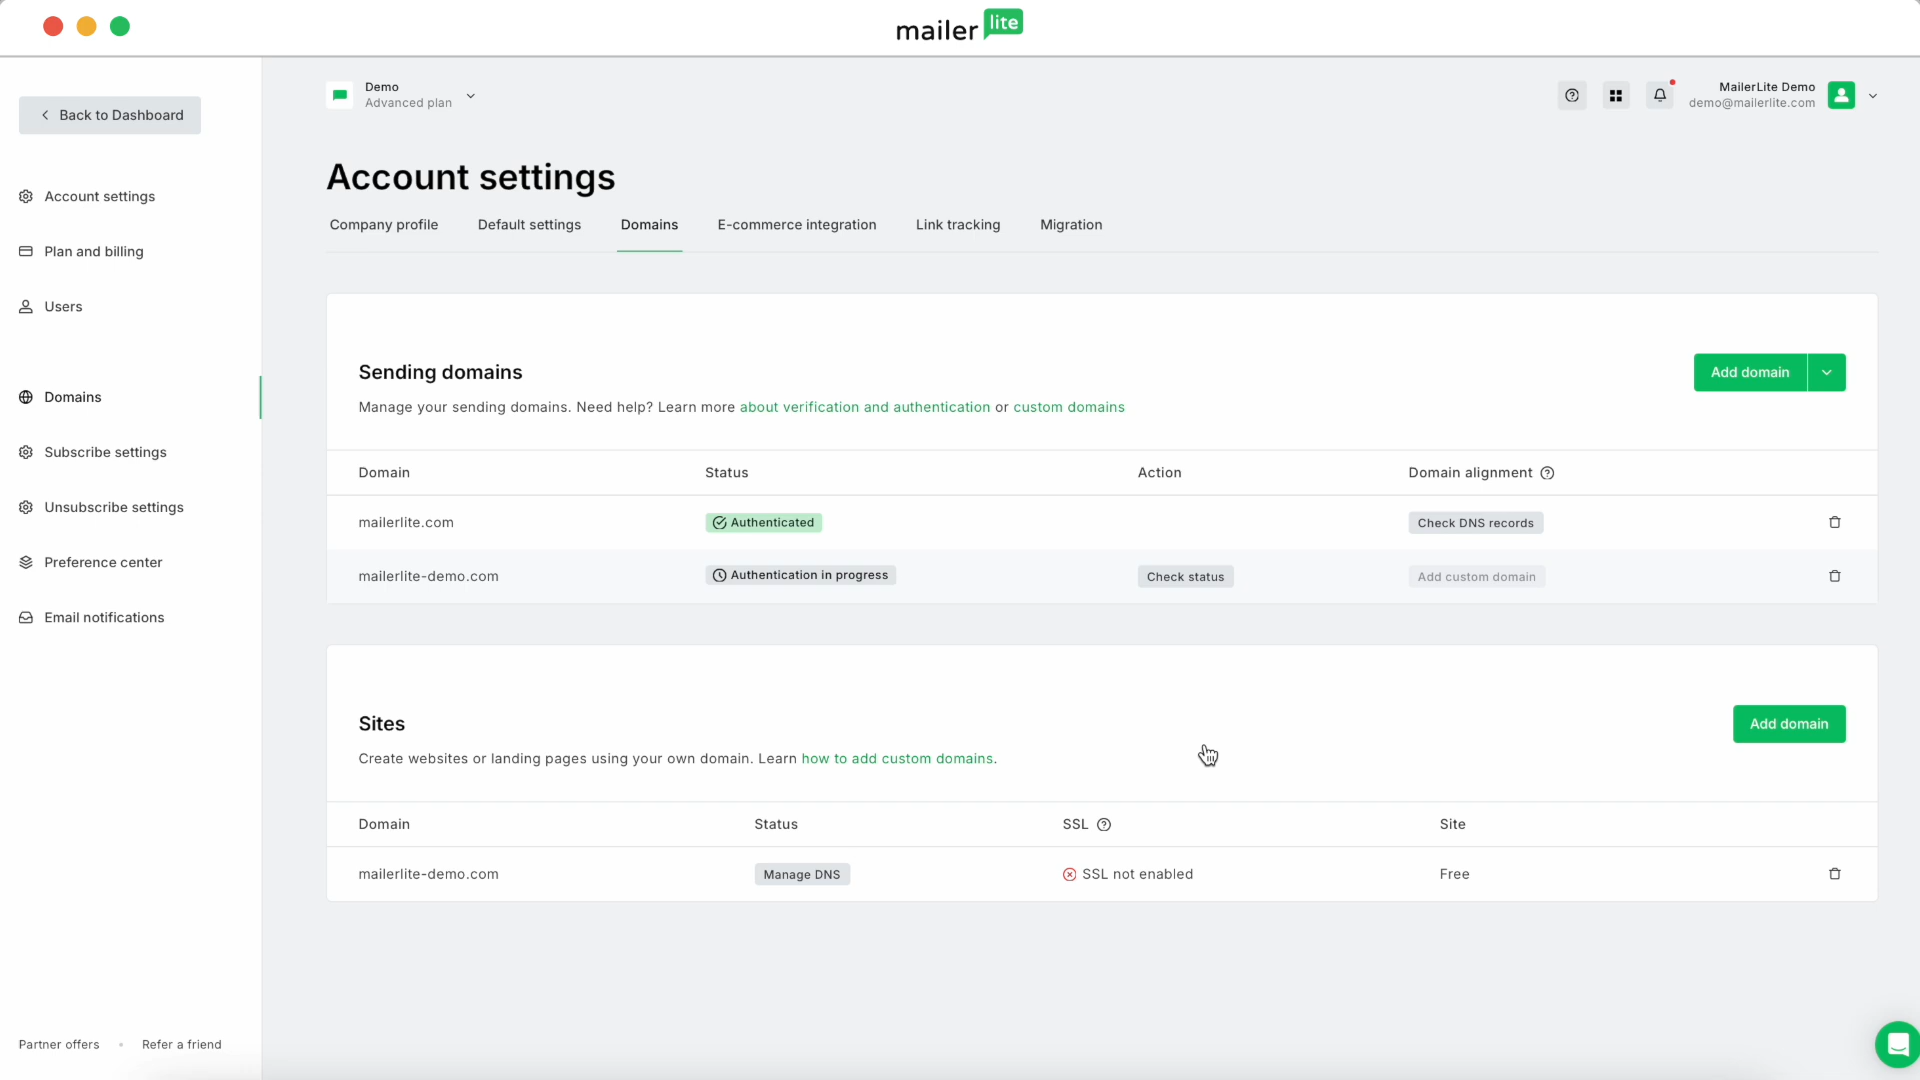 mailer lite
Back to Dashboard
Account settings
Plan and billing
Users
Domains
Subscribe settings
Unsubscribe settings
Preference center
Email notifications
Partner offers • Refer a friend
Demo
Advanced plan
MailerLite Demo
demo@mailerlite.com
Account settings
Company profile Default settings Domains E-commerce integration Link tracking Migration
Sending domains
Add domain
Manage your sending domains. Need help? Learn more about verification and authentication or custom domains
Domain Status Action Domain alignment
mailerlite.com Authenticated Check DNS records
mailerlite-demo.com Authentication in progress Check status Add custom domain
Sites
Add domain
Create websites or landing pages using your own domain. Learn how to add custom domains.
Domain Status SSL Site
mailerlite-demo.com Manage DNS SSL not enabled Free